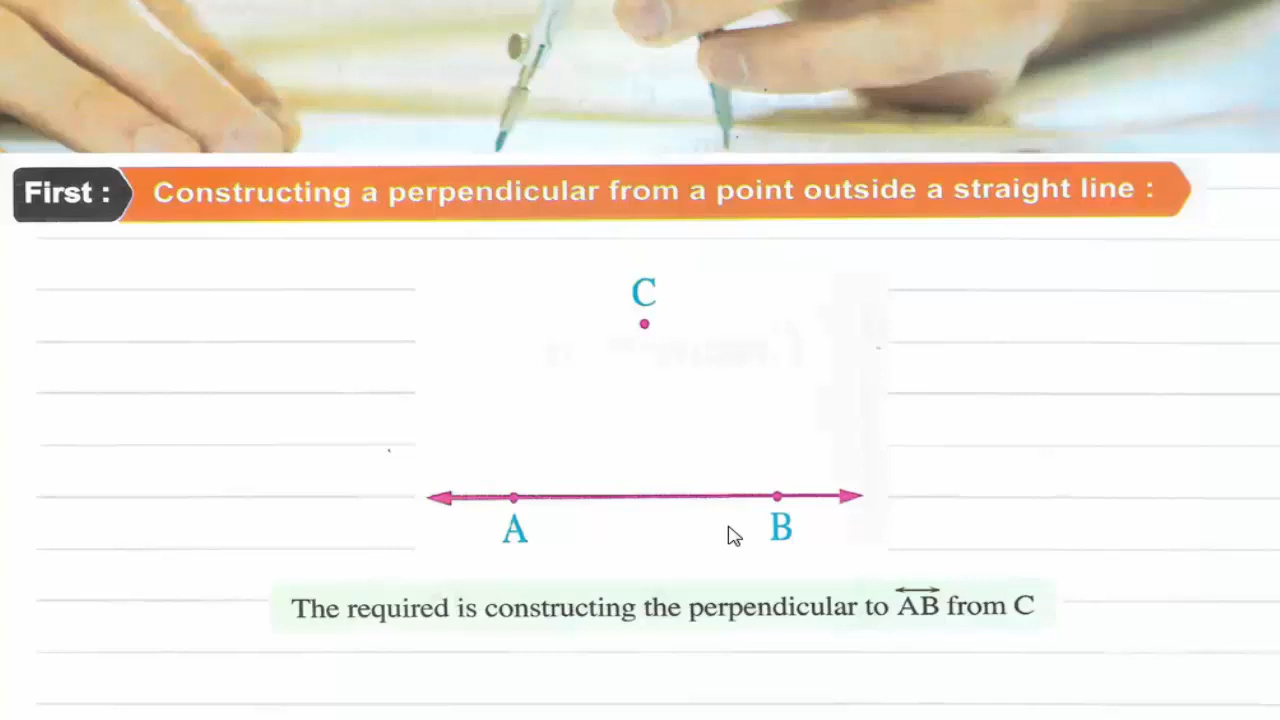 First :
Constructing a perpendicular from a point outside a straight line :
C
A
B
The required is constructing the perpendicular to AB from C